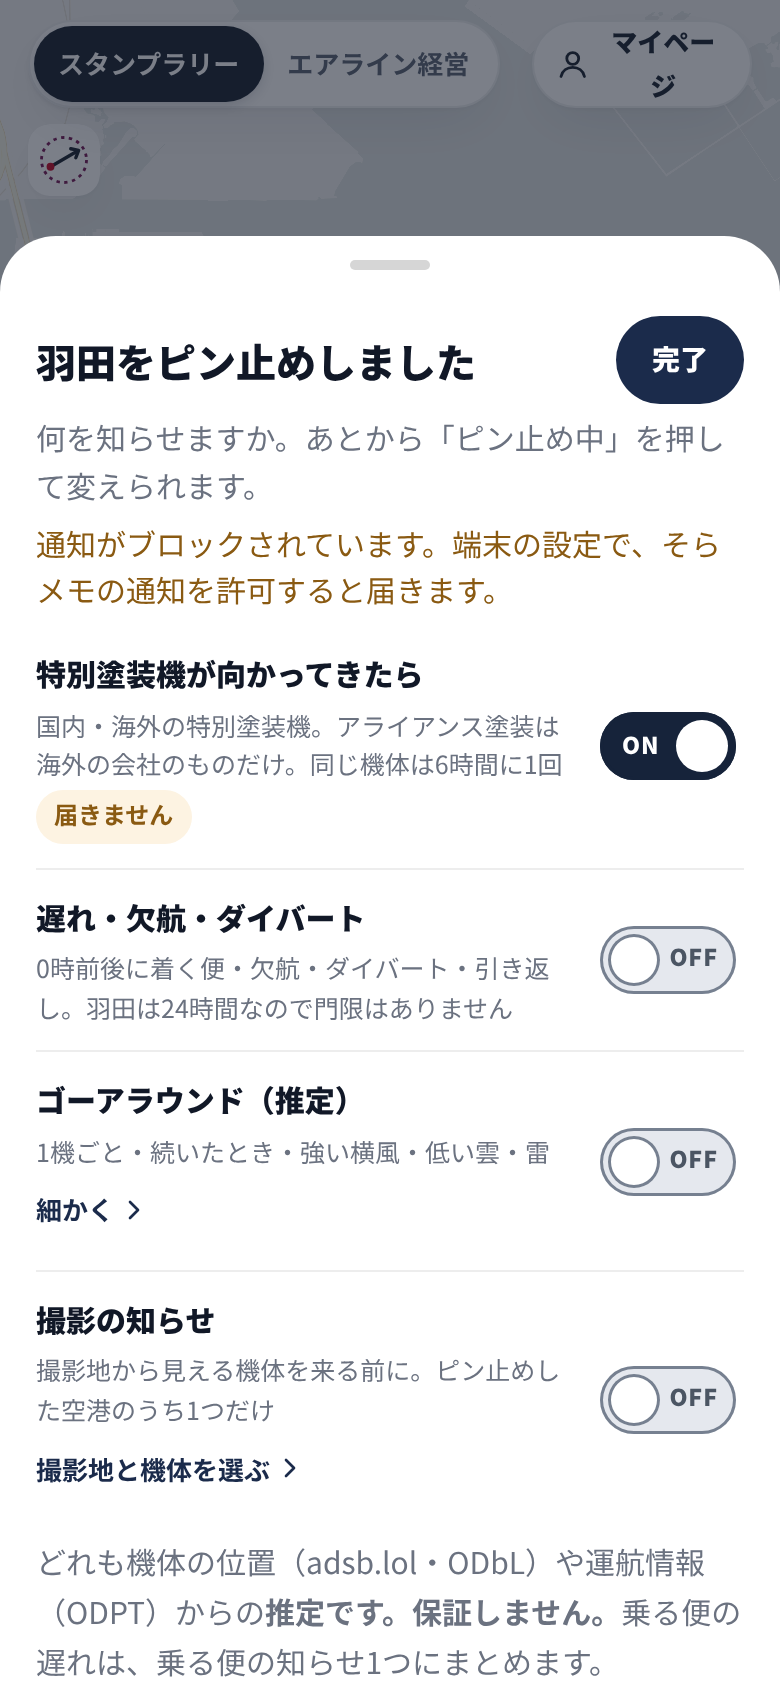 スタンプラリー
エアライン経営
マイペー
ジ
羽田をピン止めしました
完了
何を知らせますか。あとから「ピン止め中」を押し
て変えられます。
通知がブロックされています。端末の設定で、そら
メモの通知を許可すると届きます。
特別塗装機が向かってきたら
国内・海外の特別塗装機。アライアンス塗装は
海外の会社のものだけ。同じ機体は6時間に1回
ON
届きません
遅れ・欠航・ダイバート
0時前後に着く便・欠航・ダイバート・引き返
し。羽田は24時間なので門限はありません
OFF
ゴーアラウンド（推定）
1機ごと・続いたとき・強い横風・低い雲・雷
OFF
細かく
撮影の知らせ
撮影地から見える機体を来る前に。ピン止めし
た空港のうち1つだけ
OFF
撮影地と機体を選ぶ
どれも機体の位置（adsb.lol・ODbL）や運航情報
（ODPT）からの推定です。保証しません。乗る便の
遅れは、乗る便の知らせ1つにまとめます。